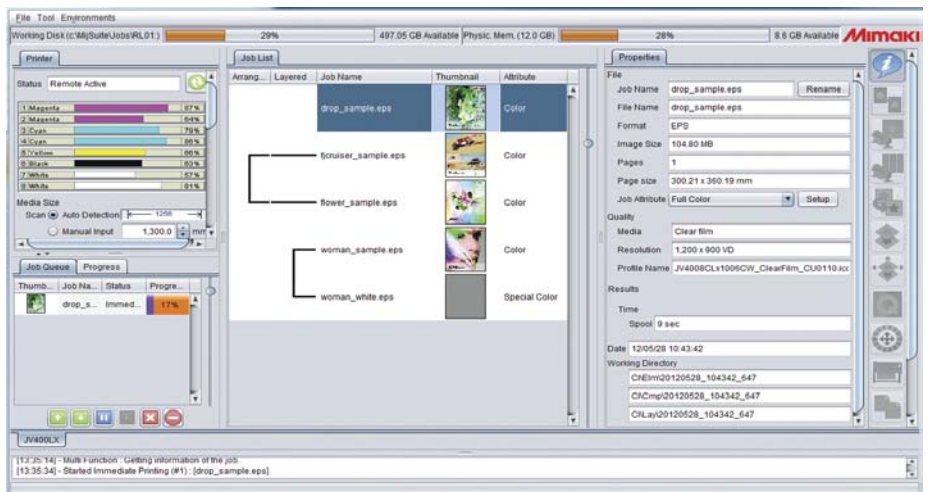 File Tool Environments
Working Disk(c:\MijSuite\Jobs\RL01:) 29% 497.05 GB Available Physic. Mem. (12.0 GB) 28% 8.6 GB Available Mimaki
Printer
Status Remote Active
1 Magenta 87%
2 Magenta 64%
3 Cyan 79%
4 Cyan 86%
5 Yellow 66%
6 Black 63%
7 White 57%
8 White 81%
Media Size
Scan Auto Detection 1286
Manual Input 1,300.0 mm
Job Queue Progress
Thumb... Job Na... Status Progre...
drop_s... Immed... 17%
Job List
Arrang... Layered Job Name Thumbnail Attribute
drop_sample.eps Color
fjcruiser_sample.eps Color
flower_sample.eps Color
woman_sample.eps Color
woman_white.eps Special Color
Properties
File
Job Name drop_sample.eps Rename
File Name drop_sample.eps
Format EPS
Image Size 104.80 MB
Pages 1
Page size 300.21 x 360.19 mm
Job Attribute Full Color Setup
Quality
Media Clear film
Resolution 1,200 x 900 VD
Profile Name JV4008CLx1006CW_ClearFilm_CU0110.icc
Results
Time
Spool 9 sec
Date 12/05/28 10:43:42
Working Directory
C\Elm\20120528_104342_647
C\Cmp\20120528_104342_647
C\Lay\20120528_104342_647
JV400LX
[13:35:14] - Multi Function : Getting information of the job.
[13:35:34] - Started Immediate Printing (#1) : [drop_sample.eps]